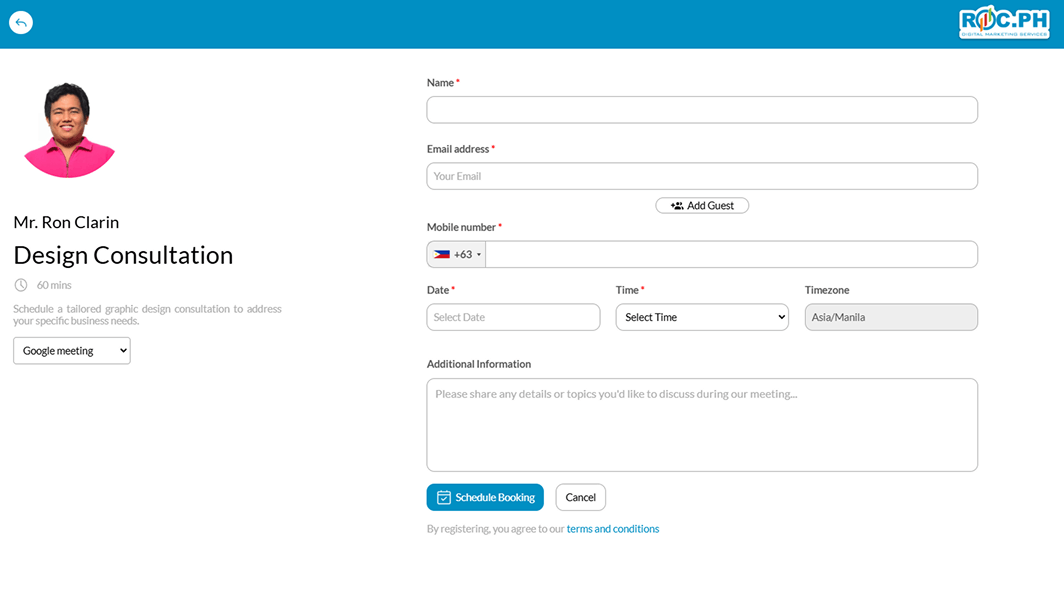 ROC.PH
DIGITAL MARKETING SERVICES
Mr. Ron Clarin
Design Consultation
60 mins
Schedule a tailored graphic design consultation to address
your specific business needs.
Google meeting
Name *
Email address *
Your Email
Add Guest
Mobile number *
+63
Date *
Time *
Timezone
Select Date
Select Time
Asia/Manila
Additional Information
Please share any details or topics you'd like to discuss during our meeting...
Schedule Booking
Cancel
By registering, you agree to our terms and conditions